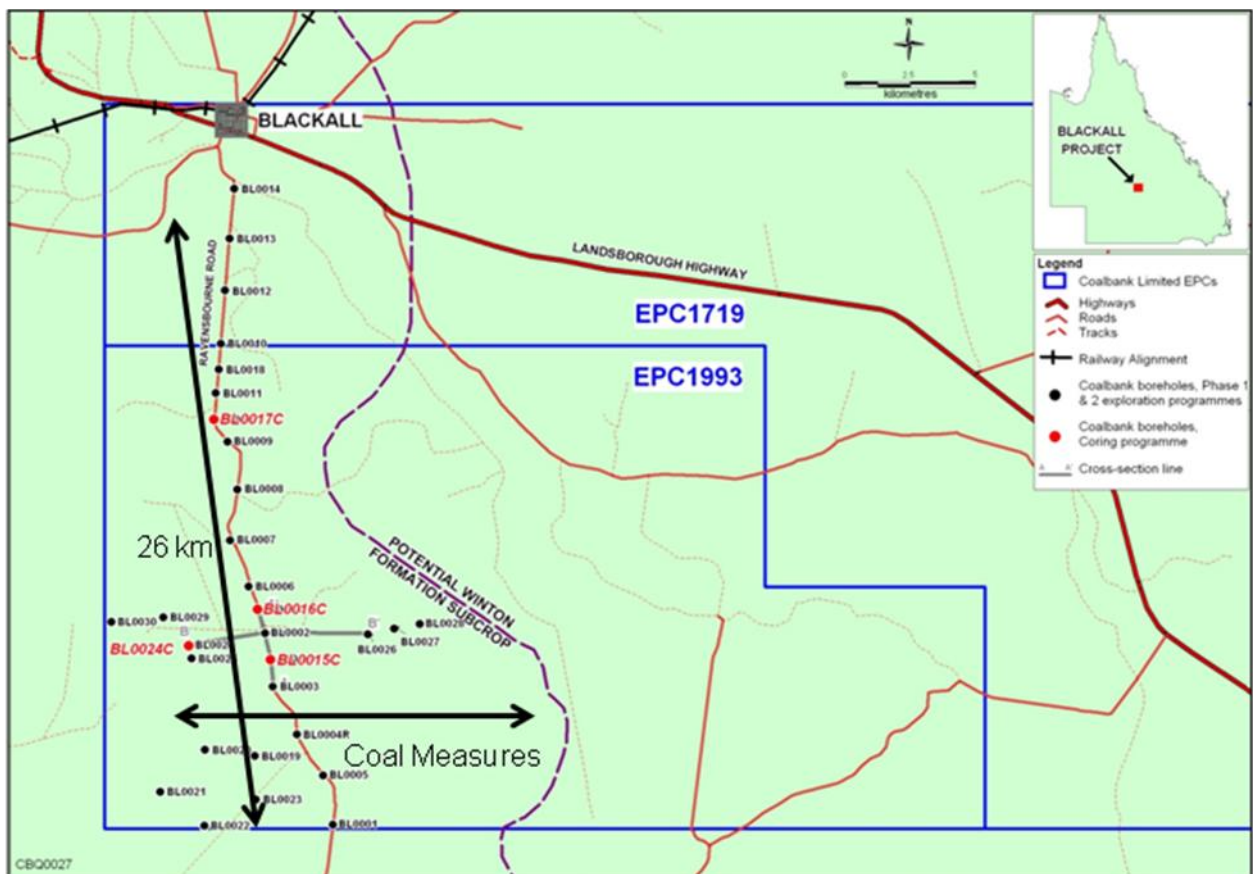 N
0 2.5 5
kilometres
BLACKALL
BLACKALL
PROJECT
BL0014
BL0013
RAVENSBOURNE ROAD
LANDSBOROUGH HIGHWAY
BL0012
EPC1719
BL0010
EPC1993
BL0018
BL0011
BL0017C
BL0009
BL0008
26 km
BL0007
POTENTIAL WINTON
FORMATION SUBCROP
BL0006
BL0016C
BL0030
BL0029
B
BL0002
B'
BL0028
BL0027
BL0026
BL0024C
BL002
BL002
BL0015C
BL0003
BL0004R
Coal Measures
BL002
BL0019
BL0005
BL0021
BL0023
BL0022
BL0001
Legend
Coalbank Limited EPCs
Highways
Roads
Tracks
Railway Alignment
Coalbank boreholes, Phase 1
& 2 exploration programmes
Coalbank boreholes,
Coring programme
A A'
Cross-section line
CBQ0027